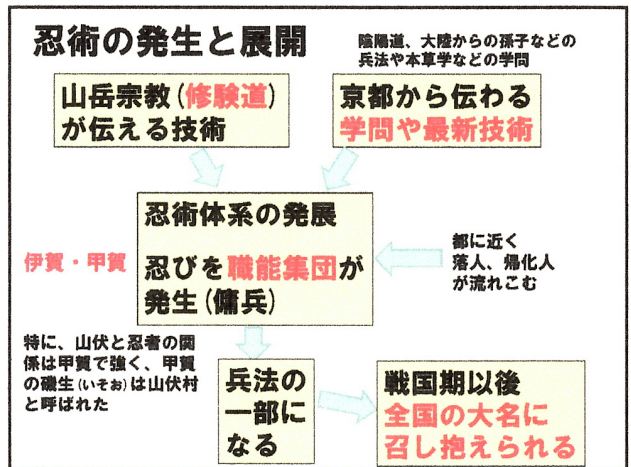 忍術の発生と展開
陰陽道、大陸からの孫子などの
兵法や本草学などの学問
山岳宗教(修験道)
が伝える技術
京都から伝わる
学問や最新技術
忍術体系の発展
忍びを職能集団が
発生(傭兵)
伊賀・甲賀
都に近く
落人、帰化人
が流れこむ
特に、山伏と忍者の関
係は甲賀で強く、甲賀
の磯生(いそお)は山伏村
と呼ばれた
兵法の
一部に
なる
戦国期以後
全国の大名に
召し抱えられる